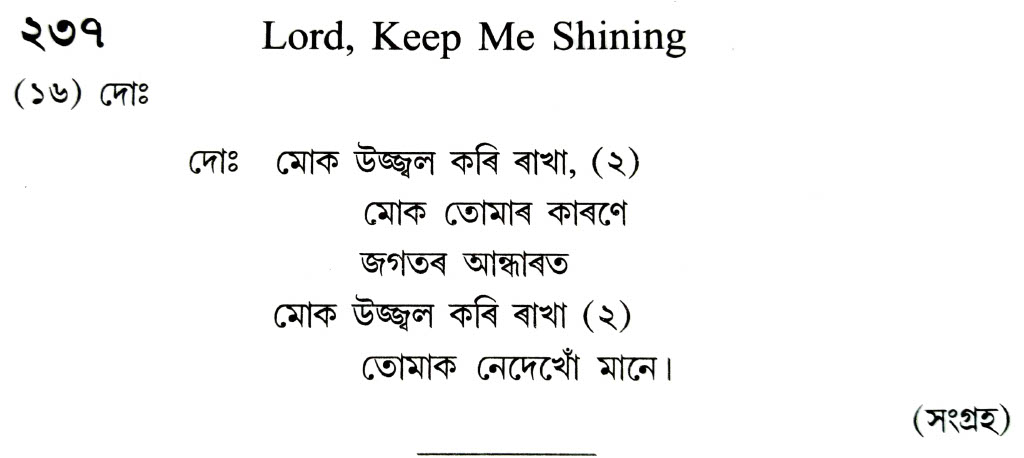 ২৩৭ Lord, Keep Me Shining
(১৬) দোঃ
দোঃ মোক উজ্জ্বল কৰি ৰাখা, (২)
মোক তোমাৰ কাৰণে
জগতৰ আন্ধাৰত
মোক উজ্জ্বল কৰি ৰাখা (২)
তোমাক নেদেখোঁ মানে।
(সংগ্ৰহ)